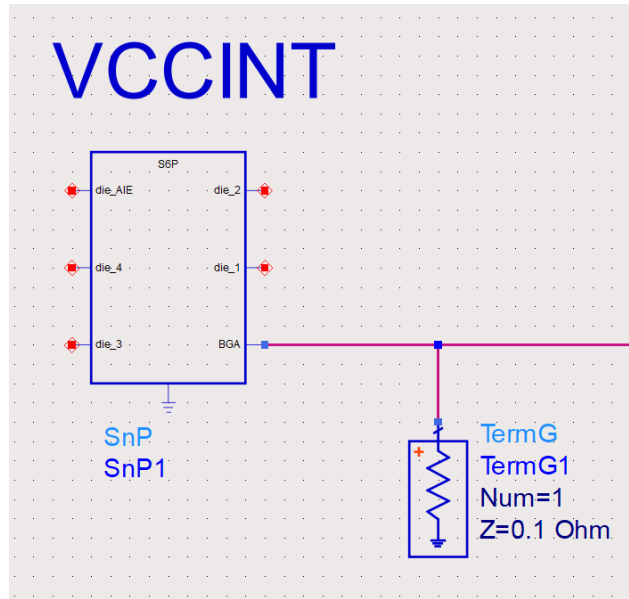 VCCINT
S6P
die_AIE
die_2
die_4
die_1
die_3
BGA
SnP
SnP1
TermG
TermG1
Num=1
Z=0.1 Ohm